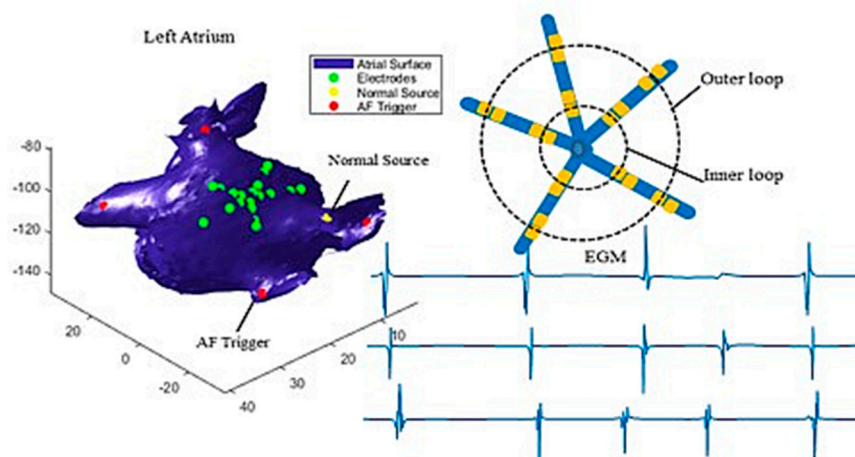 Left Atrium
Atrial Surface
Electrodes
Normal Source
AF Trigger
Outer loop
Normal Source
Inner loop
EGM
AF Trigger
-80
-100
-120
-140
20
0
-20
40
30
20
10